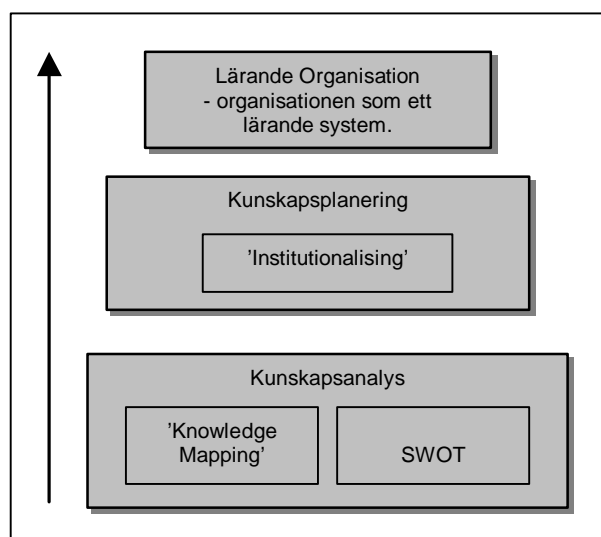 Lärande Organisation
- organisationen som ett
lärande system.
Kunskapsplanering
’Institutionalising’
Kunskapsanalys
’Knowledge
Mapping’
SWOT